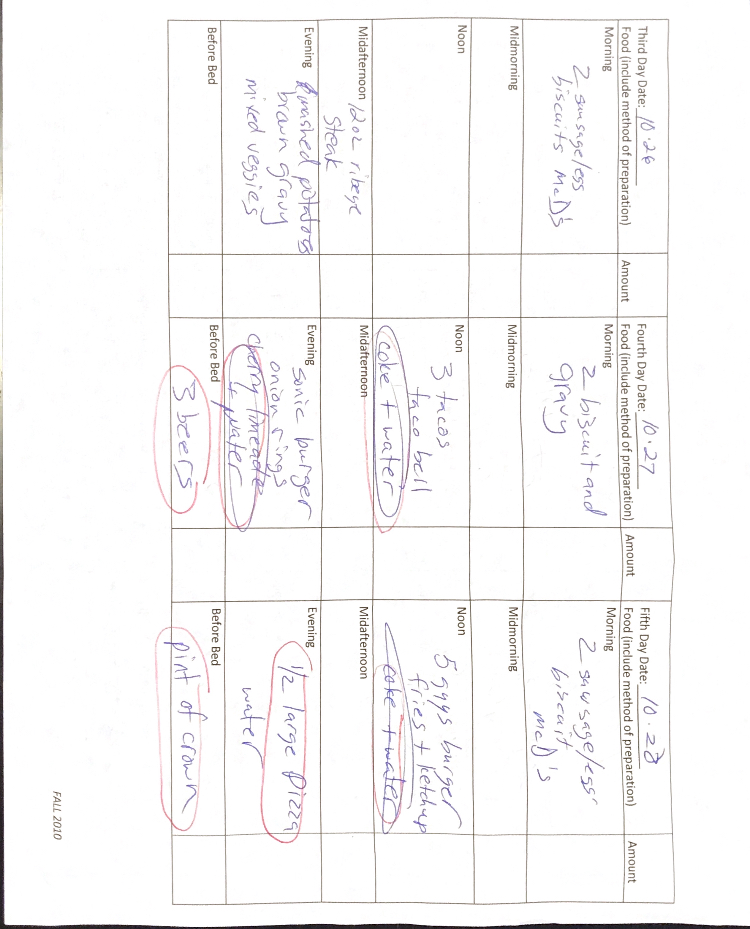 Third Day Date: 10.26
Food (include method of preparation)
Amount
Morning
2 sausage/egg
biscuits McD's
Midmorning
Noon
Midafternoon
12oz ribeye
steak
Evening
mashed potatoes
brown gravy
mixed veggies
Before Bed
Fourth Day Date: 10.27
Food (include method of preparation)
Amount
Morning
2 biscuit and
gravy
Midmorning
Noon
3 tacos
taco bell
coke + water
Midafternoon
Evening
sonic burger
onion rings
cherry limeade
+ water
Before Bed
3 beers
Fifth Day Date: 10.28
Food (include method of preparation)
Amount
Morning
2 sausage/egg
biscuit
McD's
Midmorning
Noon
5 guys burger
fries + ketchup
coke + water
Midafternoon
Evening
1/2 large pizza
water
Before Bed
pint of crown
FALL 2010